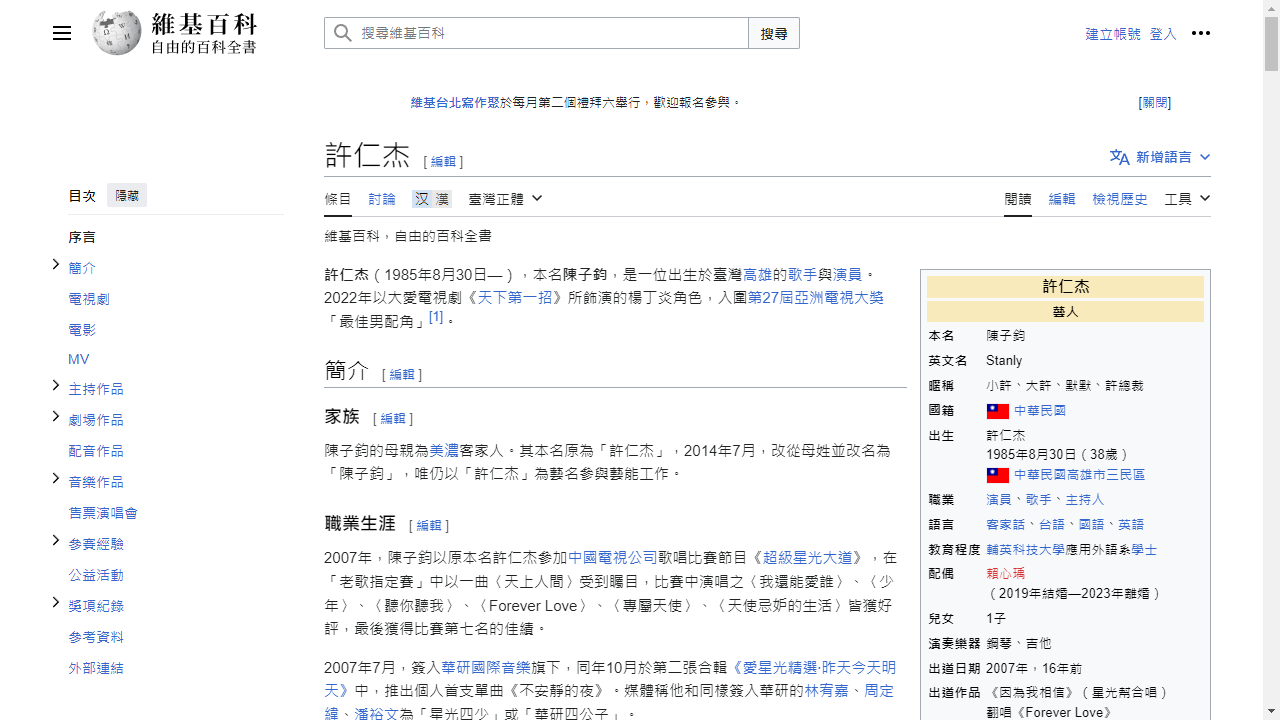 維基百科
自由的百科全書
搜尋維基百科
搜尋
建立帳號 登入
維基台北寫作聚於每月第二個禮拜六舉行，歡迎報名參與。
[關閉]
許仁杰 [ 編輯 ]
新增語言
目次 隱藏
條目 討論 汉 漢 臺灣正體
閱讀 編輯 檢視歷史 工具
序言
簡介
電視劇
電影
MV
主持作品
劇場作品
配音作品
音樂作品
售票演唱會
參賽經驗
公益活動
獎項紀錄
參考資料
外部連結
維基百科，自由的百科全書
許仁杰（1985年8月30日—），本名陳子鈞，是一位出生於臺灣高雄的歌手與演員。
2022年以大愛電視劇《天下第一招》所飾演的楊丁炎角色，入圍第27屆亞洲電視大獎
「最佳男配角」[1]。
簡介 [ 編輯 ]
家族 [ 編輯 ]
陳子鈞的母親為美濃客家人。其本名原為「許仁杰」，2014年7月，改從母姓並改名為
「陳子鈞」，唯仍以「許仁杰」為藝名參與藝能工作。
職業生涯 [ 編輯 ]
2007年，陳子鈞以原本名許仁杰參加中國電視公司歌唱比賽節目《超級星光大道》，在
「老歌指定賽」中以一曲〈天上人間〉受到矚目，比賽中演唱之〈我還能愛誰〉、〈少
年〉、〈聽你聽我〉、〈Forever Love〉、〈專屬天使〉、〈天使忌妒的生活〉皆獲好
評，最後獲得比賽第七名的佳績。
2007年7月，簽入華研國際音樂旗下，同年10月於第二張合輯《愛星光精選‧昨天今天明
天》中，推出個人首支單曲《不安靜的夜》。媒體稱他和同樣簽入華研的林宥嘉、周定
緯、潘裕文為「星光四少」或「華研四公子」。
許仁杰
藝人
本名 陳子鈞
英文名 Stanly
暱稱 小許、大許、默默、許總裁
國籍 中華民國
出生 許仁杰
1985年8月30日（38歲）
中華民國高雄市三民區
職業 演員、歌手、主持人
語言 客家話、台語、國語、英語
教育程度 輔英科技大學應用外語系學士
配偶 賴心瑀
（2019年結婚—2023年離婚）
兒女 1子
演奏樂器 鋼琴、吉他
出道日期 2007年，16年前
出道作品 《因為我相信》（星光幫合唱）
翻唱《Forever Love》